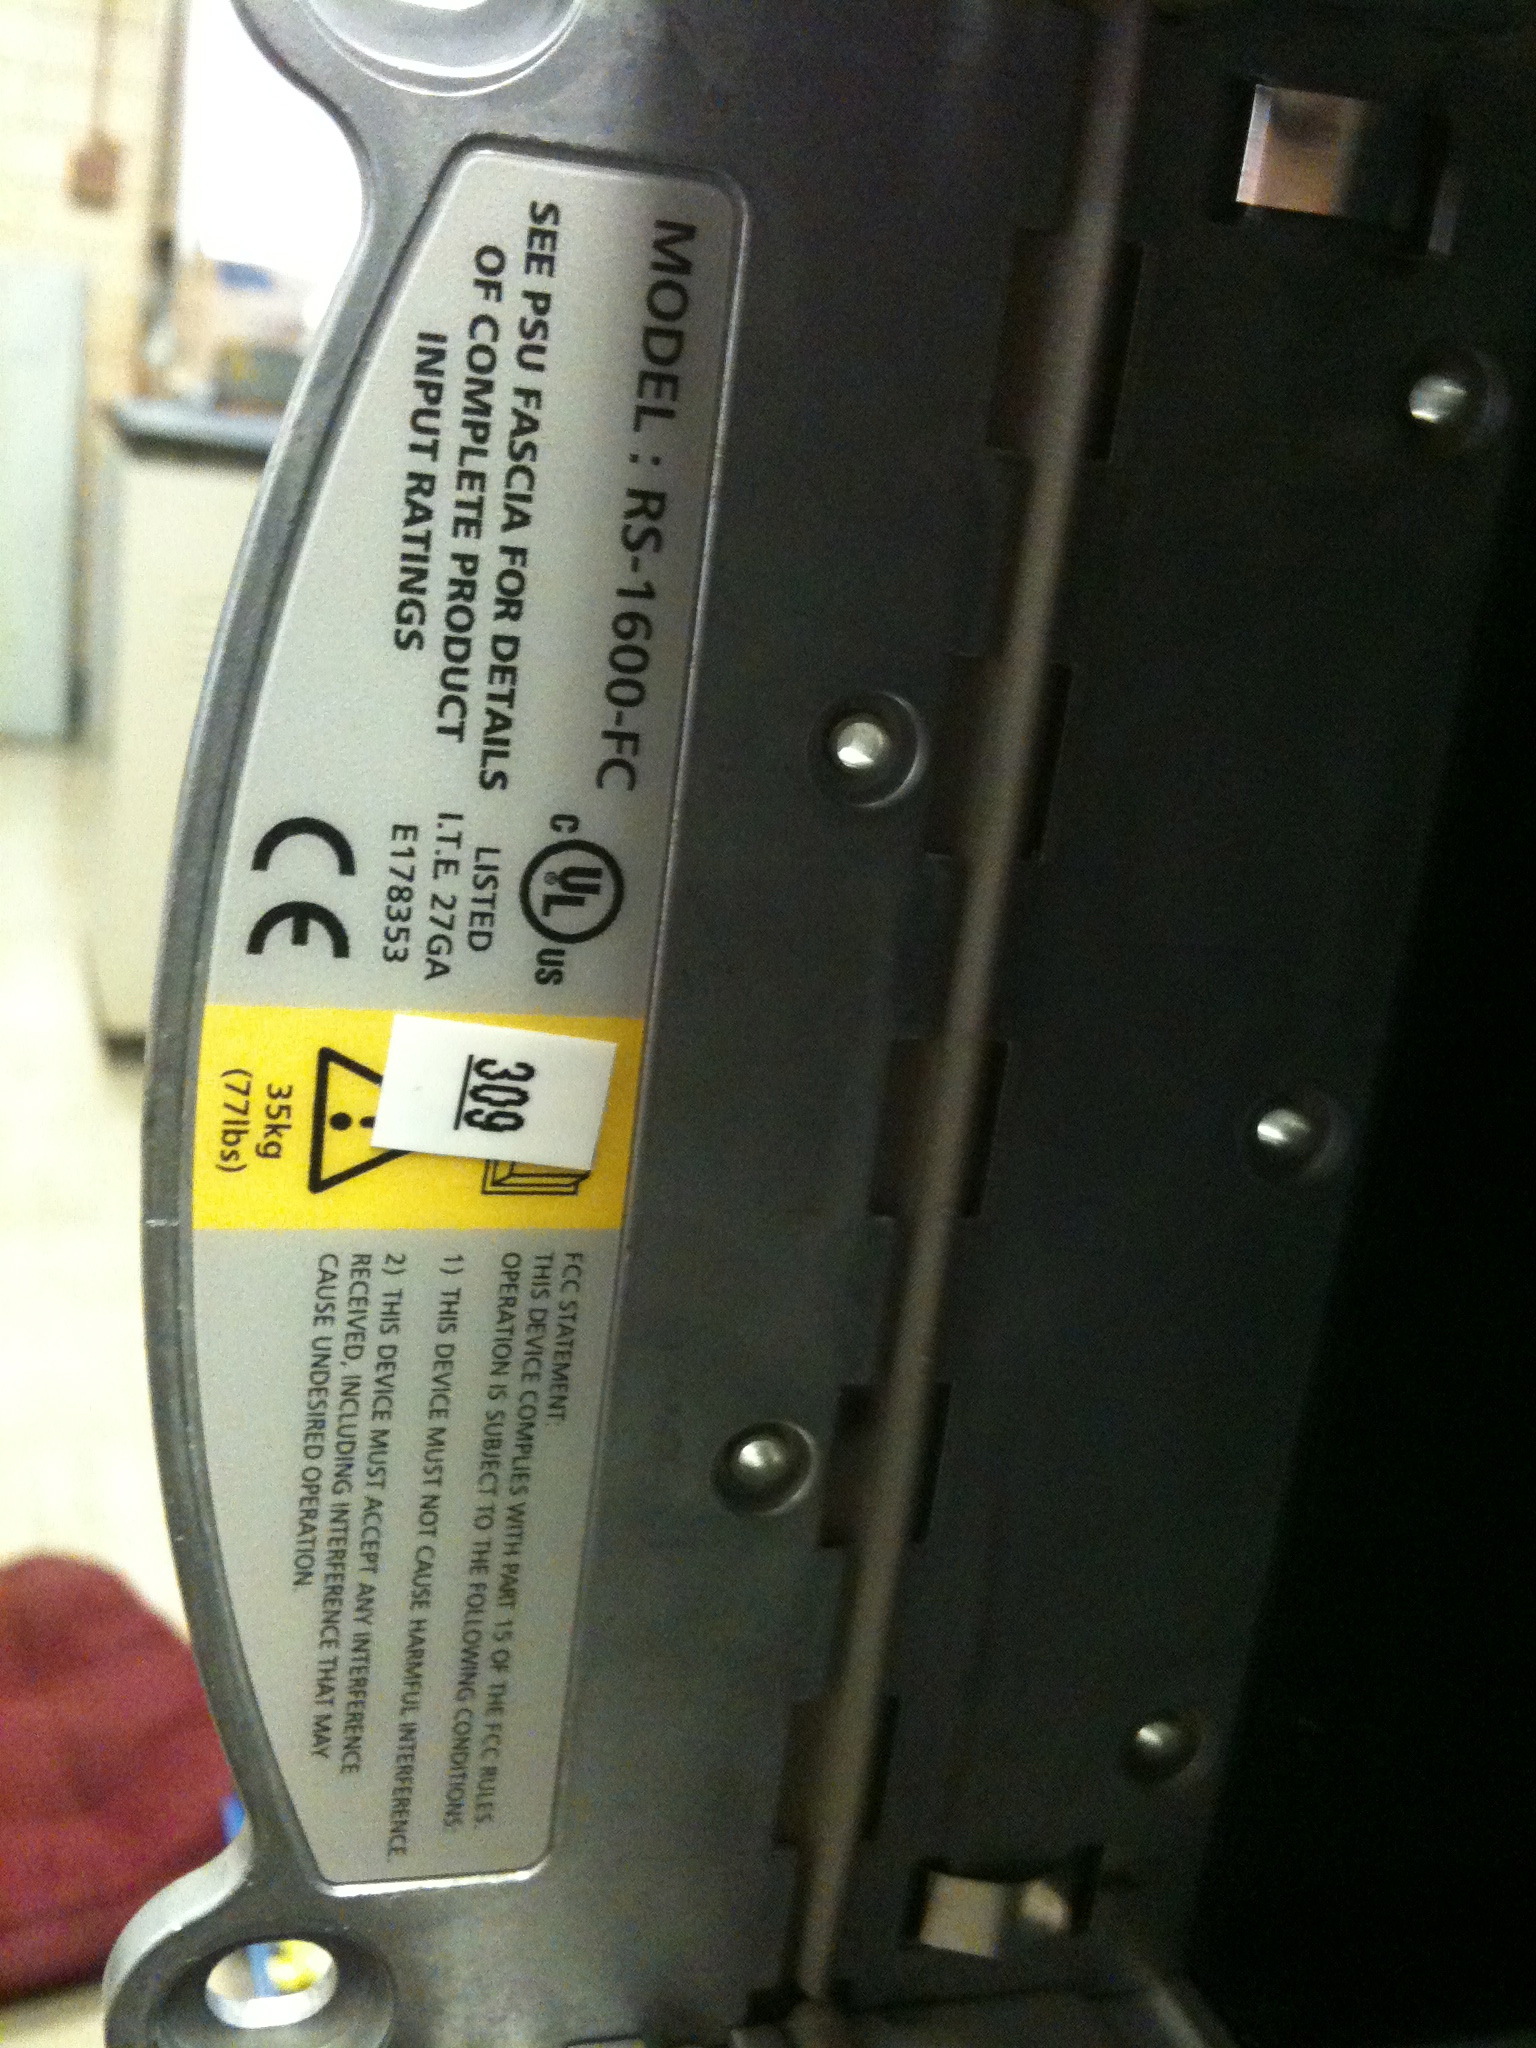 MODEL : RS-1600-FC
SEE PSU FASCIA FOR DETAILS
OF COMPLETE PRODUCT
INPUT RATINGS
C UL ® US
LISTED
I.T.E. 27GA
E178353
CE
309
35kg
(77lbs)
FCC STATEMENT:
THIS DEVICE COMPLIES WITH PART 15 OF THE FCC RULES.
OPERATION IS SUBJECT TO THE FOLLOWING CONDITIONS:
1) THIS DEVICE MUST NOT CAUSE HARMFUL INTERFERENCE.
2) THIS DEVICE MUST ACCEPT ANY INTERFERENCE
RECEIVED, INCLUDING INTERFERENCE THAT MAY
CAUSE UNDESIRED OPERATION.